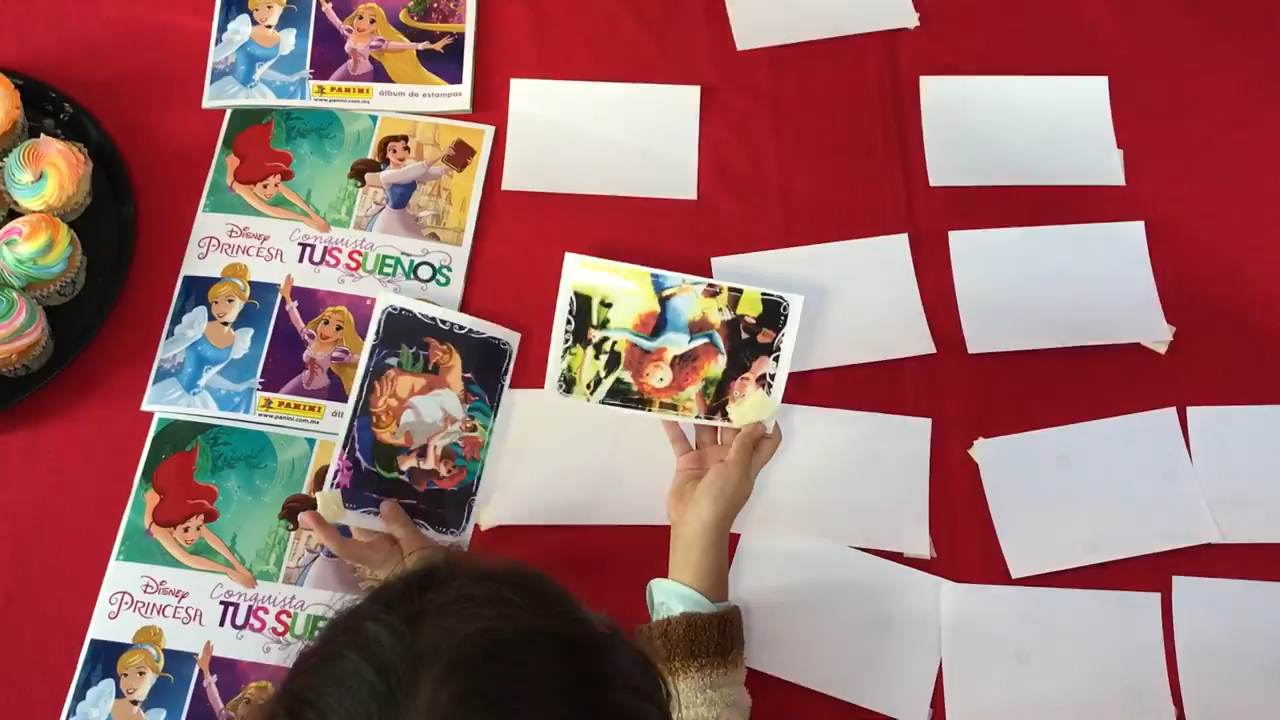 PANINI
álbum de estampas
www.panini.com.mx
Disney
PRINCESA
Conquista
TUS SUEÑOS
PANINI
ál
www.panini.com.mx
Disney
PRINCESA
Conquista
TUS SUE